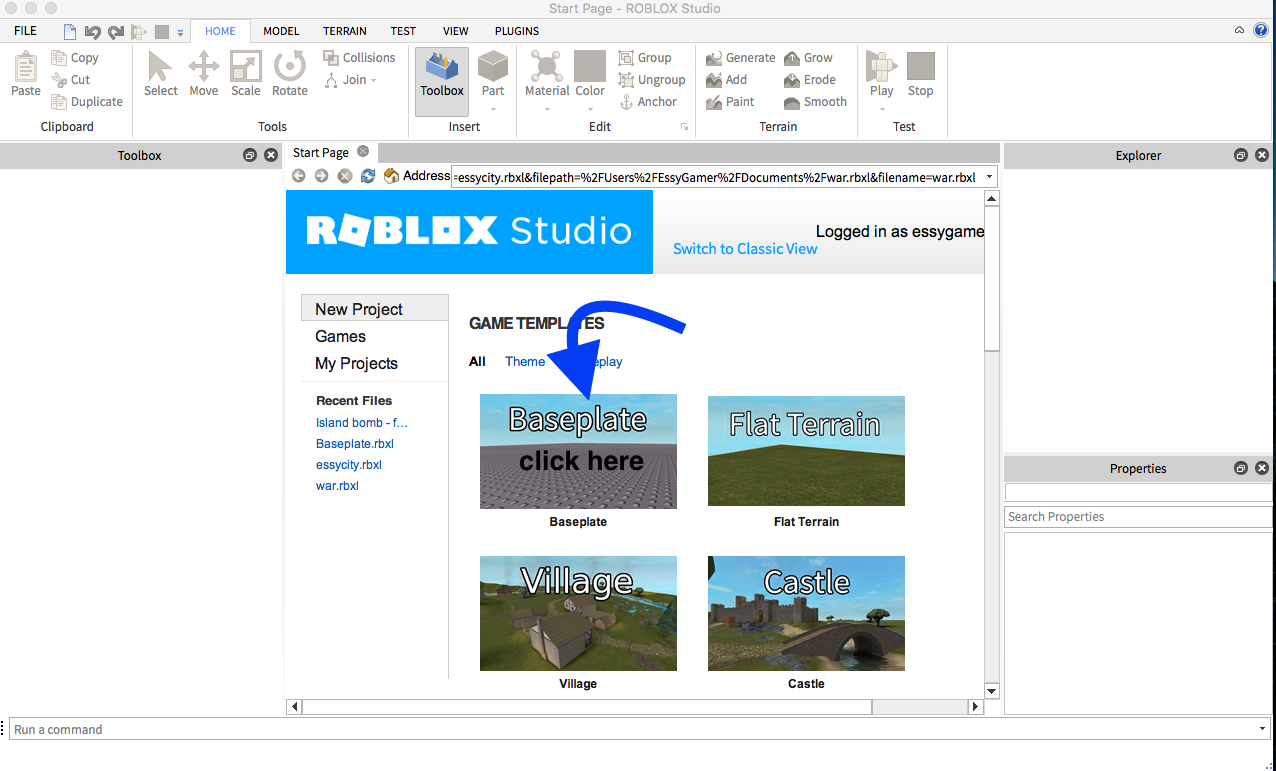 Start Page - ROBLOX Studio
FILE HOME MODEL TERRAIN TEST VIEW PLUGINS
Paste
Copy
Cut
Duplicate
Clipboard
Select
Move
Scale
Rotate
Collisions
Join
Tools
Toolbox
Part
Insert
Material
Color
Group
Ungroup
Anchor
Edit
Generate
Add
Paint
Grow
Erode
Smooth
Terrain
Play
Stop
Test
Toolbox
Start Page
Address
=essycity.rbxl&filepath=%2FUsers%2FEssyGamer%2FDocuments%2Fwar.rbxl&filename=war.rbxl
ROBLOX Studio
Logged in as essygame
Switch to Classic View
New Project
Games
My Projects
Recent Files
Island bomb - f...
Baseplate.rbxl
essycity.rbxl
war.rbxl
GAME TEMPLATES
All Theme eplay
Baseplate
click here
Baseplate
Flat Terrain
Flat Terrain
Village
Village
Castle
Castle
Explorer
Properties
Search Properties
Run a command